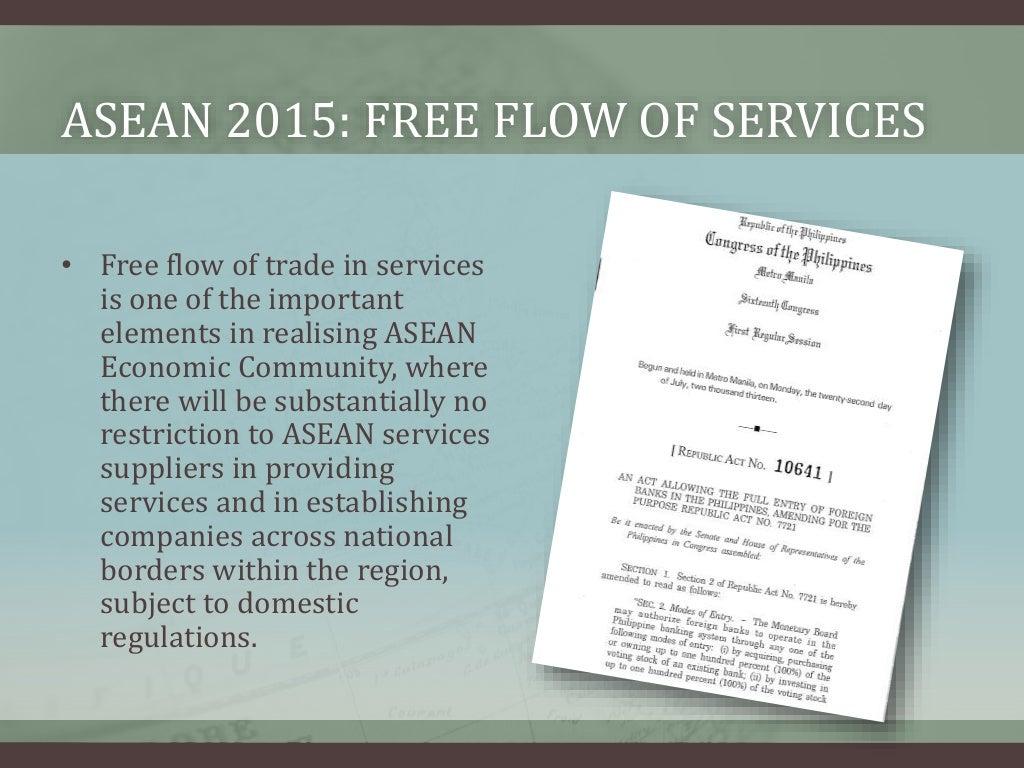 ASEAN 2015: FREE FLOW OF SERVICES
• Free flow of trade in services
is one of the important
elements in realising ASEAN
Economic Community, where
there will be substantially no
restriction to ASEAN services
suppliers in providing
services and in establishing
companies across national
borders within the region,
subject to domestic
regulations.
Republic of the Philippines
Congress of the Philippines
Metro Manila
Sixteenth Congress
First Regular Session
Begun and held in Metro Manila, on Monday, the twenty-second day
of July, two thousand thirteen.
[ REPUBLIC ACT NO. 10641 ]
AN ACT ALLOWING THE FULL ENTRY OF FOREIGN
BANKS IN THE PHILIPPINES, AMENDING FOR THE
PURPOSE REPUBLIC ACT NO. 7721
Be it enacted by the Senate and House of Representatives of the
Philippines in Congress assembled:
SECTION 1. Section 2 of Republic Act No. 7721 is hereby
amended to read as follows:
"SEC. 2. Modes of Entry. – The Monetary Board
may authorize foreign banks to operate in the
Philippine banking system through any one of the
following modes of entry: (i) by acquiring, purchasing
or owning up to one hundred percent (100%) of the
voting stock of an existing bank; (ii) by investing in
up to one hundred percent (100%) of the voting stock
QUE
Courant